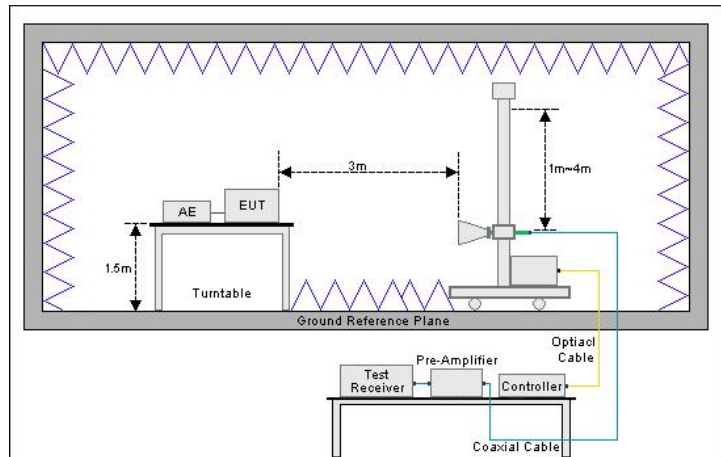 3m
1m~4m
AE
EUT
1.5m
Turntable
Ground Reference Plane
Optiacl
Cable
Pre-Amplifier
Test
Receiver
Controller
Coaxial Cable